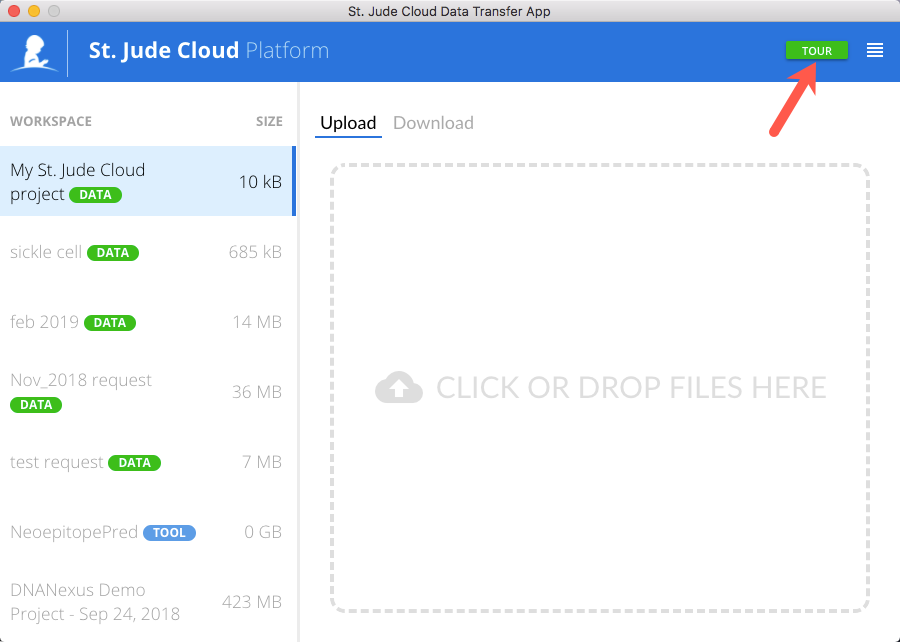 St. Jude Cloud Data Transfer App
St. Jude Cloud Platform
TOUR
WORKSPACE SIZE
My St. Jude Cloud
project DATA
10 kB
sickle cell DATA 685 kB
feb 2019 DATA 14 MB
Nov_2018 request
DATA
36 MB
test request DATA 7 MB
NeoepitopePred TOOL 0 GB
DNANexus Demo
Project - Sep 24, 2018
423 MB
Upload Download
CLICK OR DROP FILES HERE